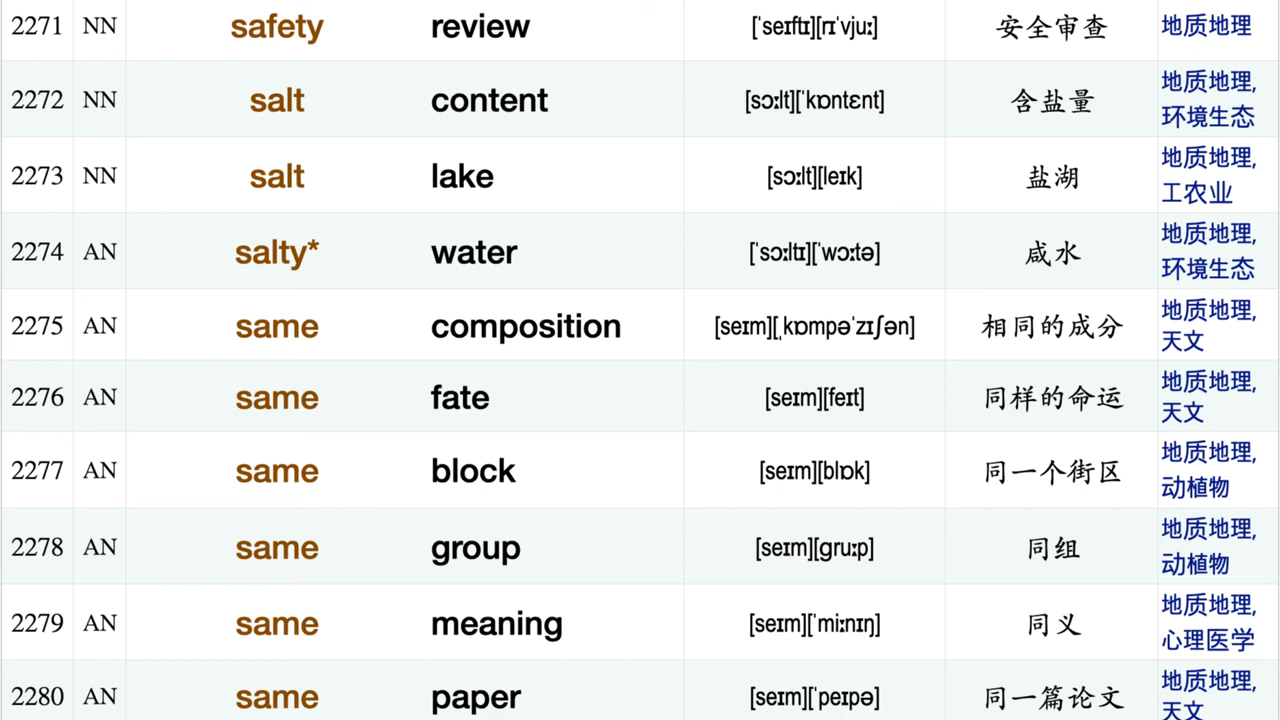 2271 NN safety review [ˈseɪftɪ][rɪˈvjuː] 安全审查 地质地理
2272 NN salt content [sɔːlt][ˈkɒntɛnt] 含盐量 地质地理,
环境生态
2273 NN salt lake [sɔːlt][leɪk] 盐湖 地质地理,
工农业
2274 AN salty* water [ˈsɔːltɪ][ˈwɔːtə] 咸水 地质地理,
环境生态
2275 AN same composition [seɪm][ˌkɒmpəˈzɪʃən] 相同的成分 地质地理,
天文
2276 AN same fate [seɪm][feɪt] 同样的命运 地质地理,
天文
2277 AN same block [seɪm][blɒk] 同一个街区 地质地理,
动植物
2278 AN same group [seɪm][gruːp] 同组 地质地理,
动植物
2279 AN same meaning [seɪm][ˈmiːnɪŋ] 同义 地质地理,
心理医学
2280 AN same paper [seɪm][ˈpeɪpə] 同一篇论文 地质地理,
天文